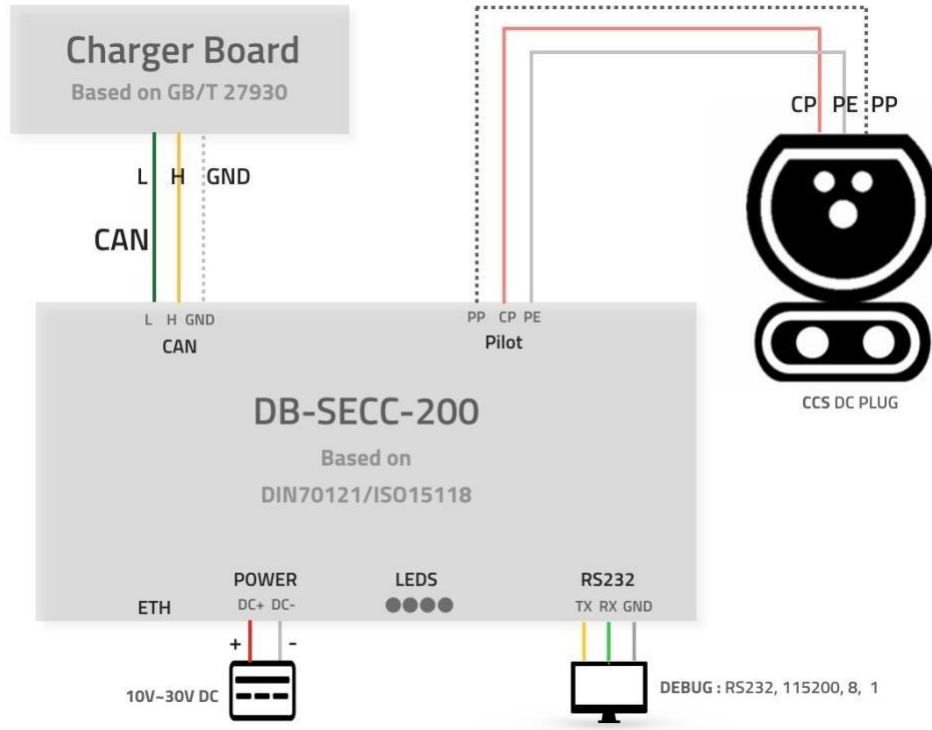 Charger Board
Based on GB/T 27930
CP PE PP
L H GND
CAN
L H GND
CAN
PP CP PE
Pilot
CCS DC PLUG
DB-SECC-200
Based on
DIN70121/ISO15118
POWER
LEDS
RS232
ETH
DC+ DC-
TX RX GND
+ -
10V~30V DC
DEBUG : RS232, 115200, 8, 1